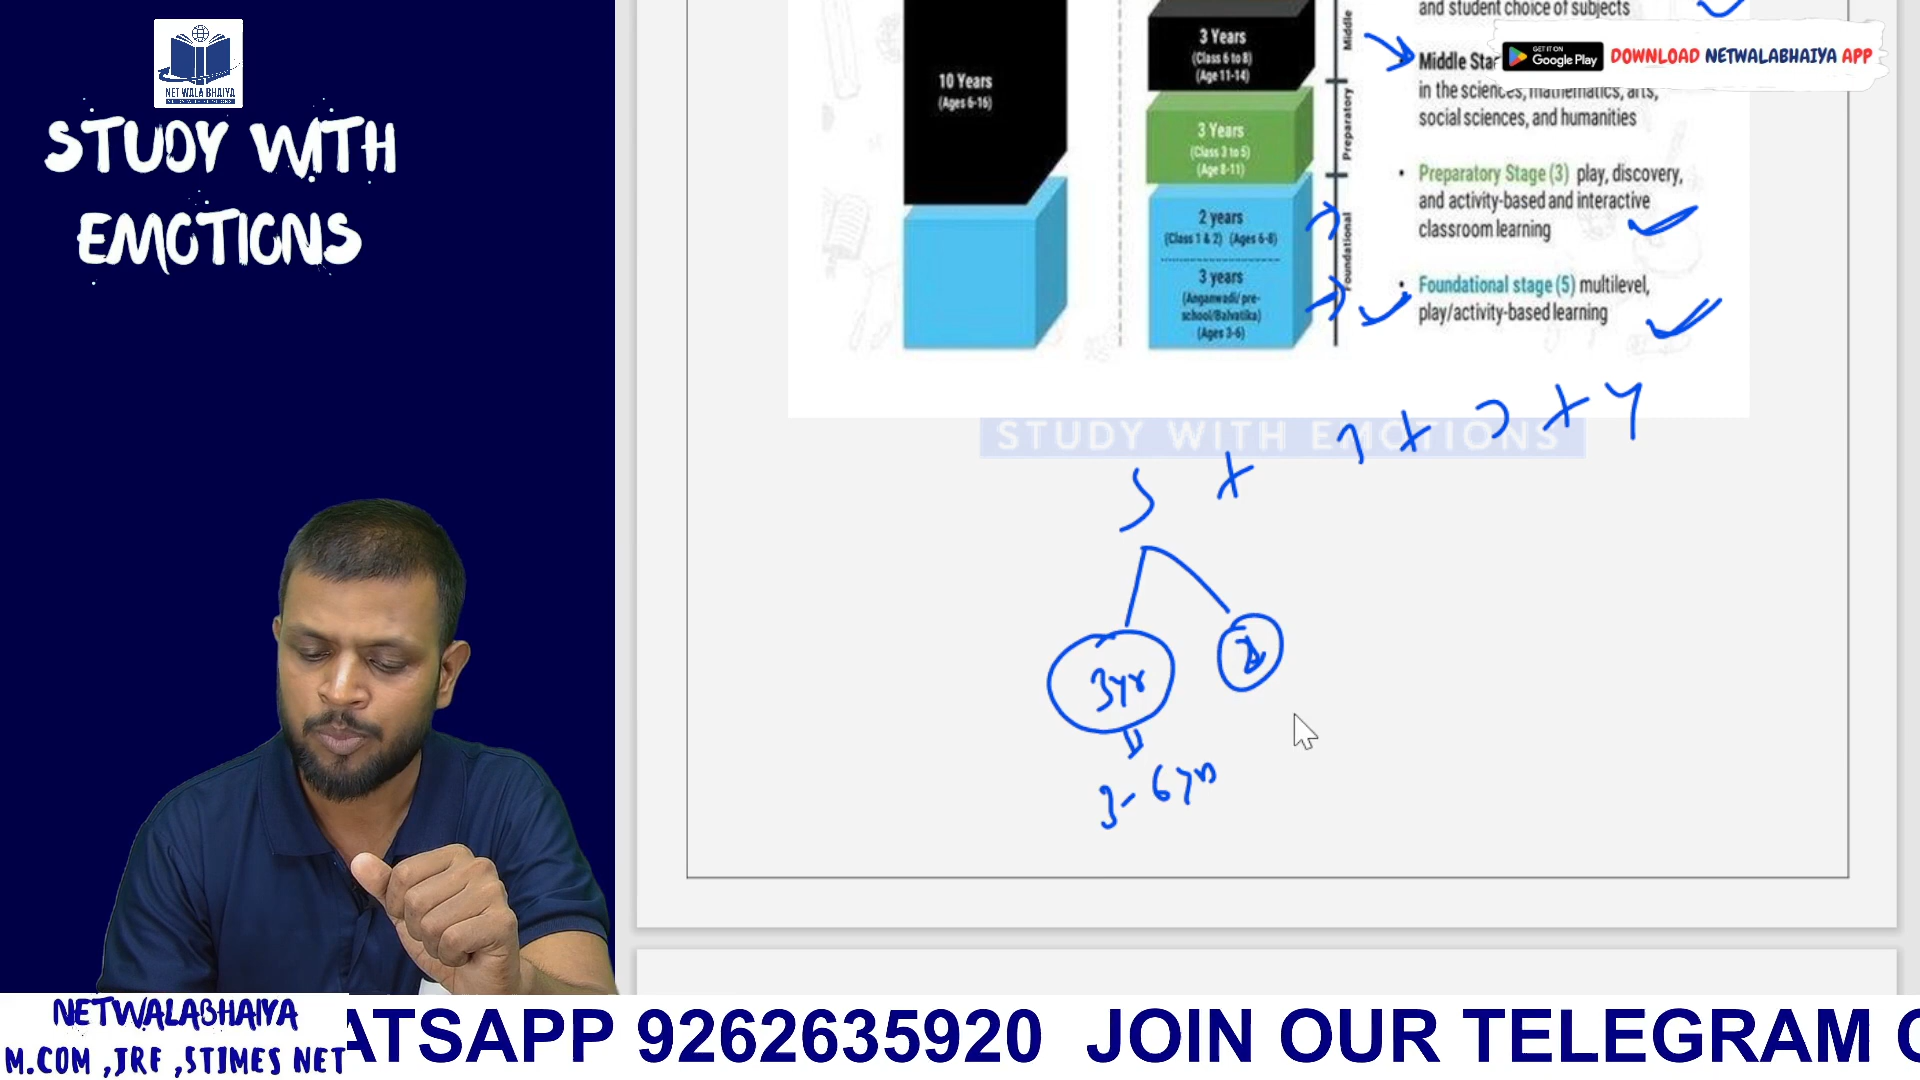 NET WALA BHAIYA
STUDY WITH
EMOTIONS
10 Years
(Ages 6-16)
3 Years
(Class 6 to 8)
(Age 11-14)
3 Years
(Class 3 to 5)
(Age 8-11)
2 years
(Class 1 & 2) (Ages 6-8)
3 years
(Anganwadi/ pre-
school/Balvatika)
(Ages 3-6)
Middle
Preparatory
Foundational
and student choice of subjects
Middle Sta
in the sciences, mathematics, arts,
social sciences, and humanities
• Preparatory Stage (3) play, discovery,
and activity-based and interactive
classroom learning
• Foundational stage (5) multilevel,
play/activity-based learning
GET IT ON
Google Play
DOWNLOAD NETWALABHAIYA APP
STUDY WITH EMOTIONS
5 + 3 + 3 + 4
3yr
3-6 yr
NETWALABHAIYA
M.COM ,JRF ,5TIMES NET
ATSAPP 9262635920 JOIN OUR TELEGRAM